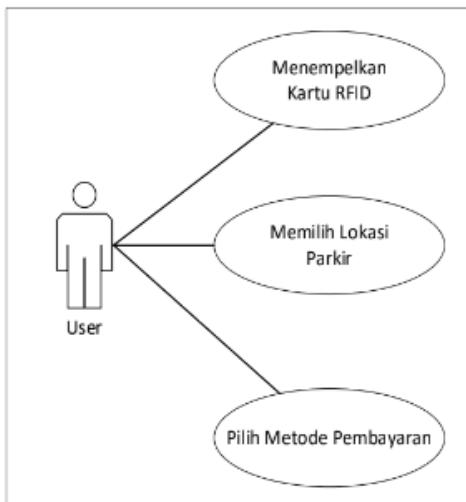 Menempelkan
Kartu RFID
Memilih Lokasi
Parkir
User
Pilih Metode Pembayaran